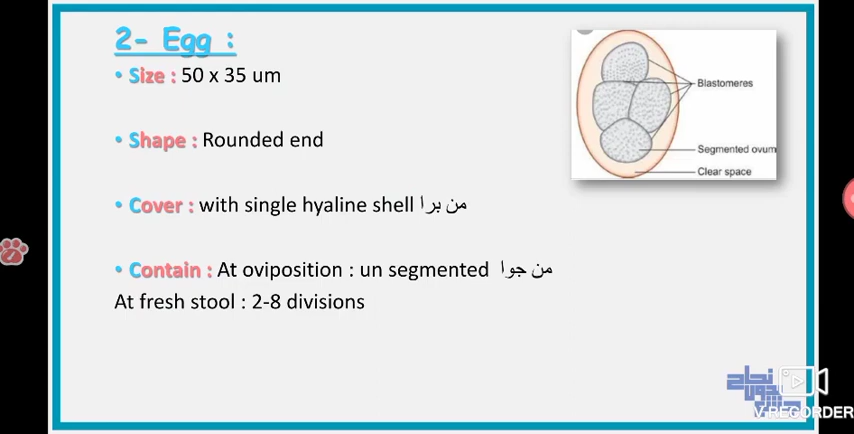 2- Egg :
• Size : 50 x 35 um
• Shape : Rounded end
• Cover : with single hyaline shell من برا
• Contain : At oviposition : un segmented من جوا
At fresh stool : 2-8 divisions
Blastomeres
Segmented ovum
Clear space
V RECORDER